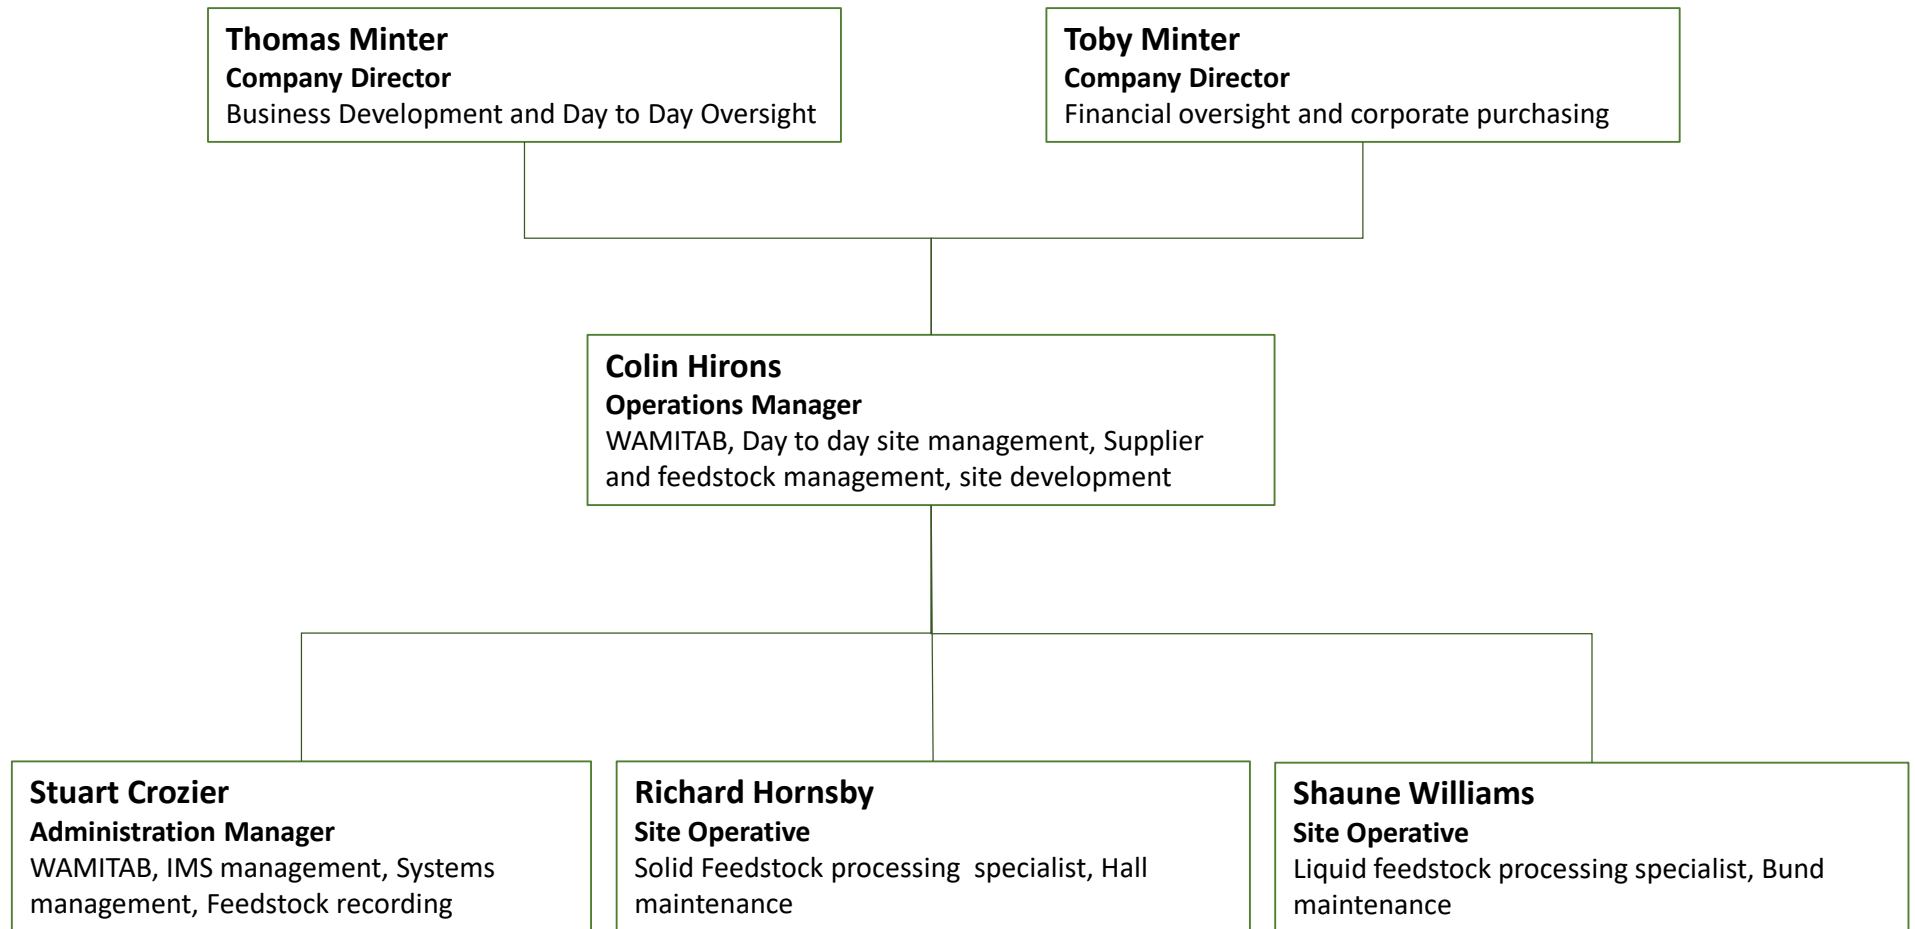 Thomas Minter
Company Director
Business Development and Day to Day Oversight
Toby Minter
Company Director
Financial oversight and corporate purchasing
Colin Hirons
Operations Manager
WAMITAB, Day to day site management, Supplier
and feedstock management, site development
Stuart Crozier
Administration Manager
WAMITAB, IMS management, Systems
management, Feedstock recording
Richard Hornsby
Site Operative
Solid Feedstock processing  specialist, Hall
maintenance
Shaune Williams
Site Operative
Liquid feedstock processing specialist, Bund
maintenance